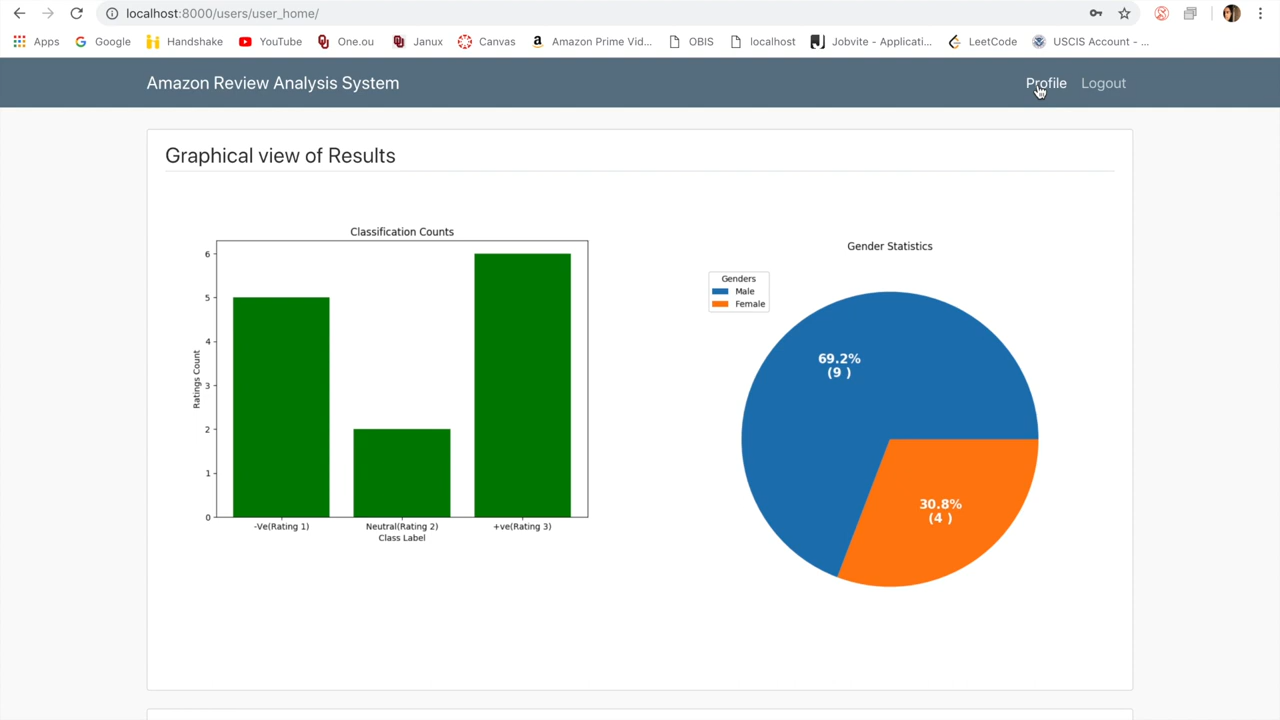 localhost:8000/users/user_home/
Apps Google Handshake YouTube One.ou Janux Canvas Amazon Prime Vid... OBIS localhost Jobvite - Applicati... LeetCode USCIS Account - ...
Amazon Review Analysis System Profile Logout
Graphical view of Results
Classification Counts
6
5
4
3
2
1
0
Ratings Count
-Ve(Rating 1) Neutral(Rating 2) +ve(Rating 3)
Class Label
Gender Statistics
Genders
Male
Female
69.2%
(9 )
30.8%
(4 )